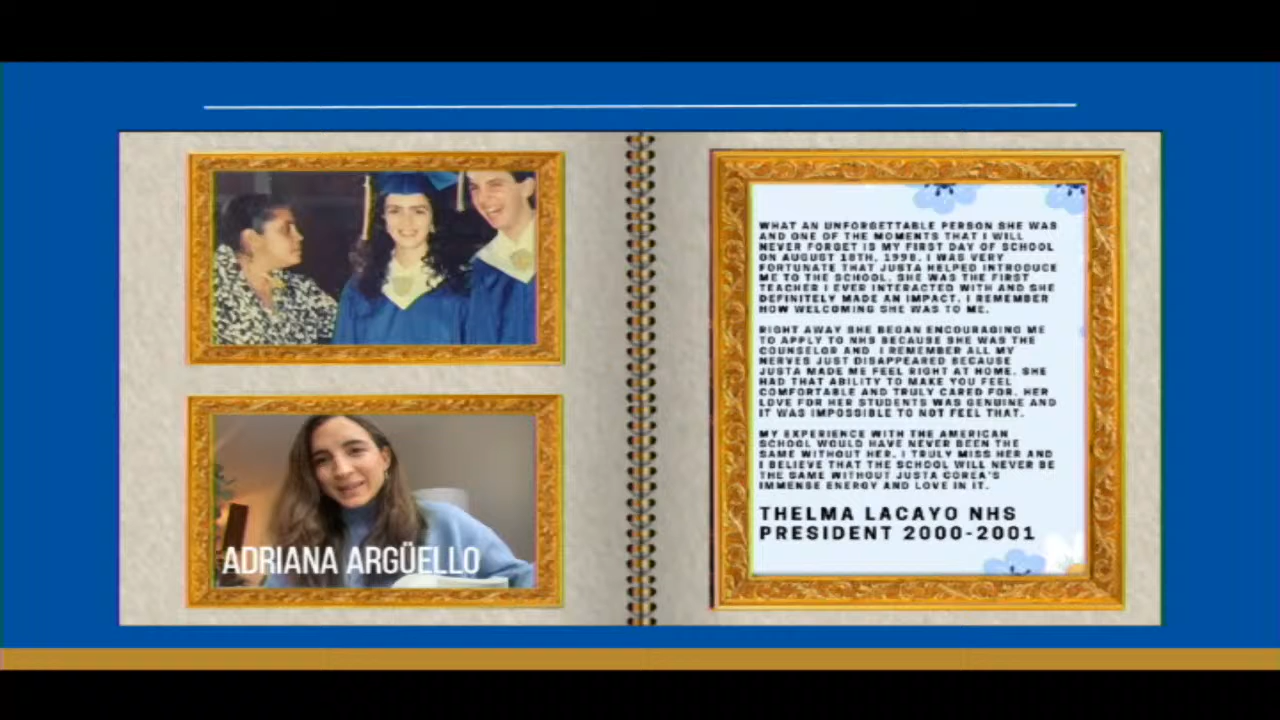 WHAT AN UNFORGETTABLE PERSON SHE WAS
AND ONE OF THE MOMENTS THAT I WILL
NEVER FORGET IS MY FIRST DAY OF SCHOOL
ON AUGUST 18TH, 1998. I WAS VERY
FORTUNATE THAT JUSTA HELPED INTRODUCE
ME TO THE SCHOOL. SHE WAS THE FIRST
TEACHER I EVER INTERACTED WITH AND SHE
DEFINITELY MADE AN IMPACT. I REMEMBER
HOW WELCOMING SHE WAS TO ME.
RIGHT AWAY SHE BEGAN ENCOURAGING ME
TO APPLY TO NHS BECAUSE SHE WAS THE
COUNSELOR AND I REMEMBER ALL MY
NERVES JUST DISAPPEARED BECAUSE
JUSTA MADE ME FEEL RIGHT AT HOME. SHE
HAD THAT ABILITY TO MAKE YOU FEEL
COMFORTABLE AND TRULY CARED FOR. HER
LOVE FOR HER STUDENTS WAS GENUINE AND
IT WAS IMPOSSIBLE TO NOT FEEL THAT.
MY EXPERIENCE WITH THE AMERICAN
SCHOOL WOULD HAVE NEVER BEEN THE
SAME WITHOUT HER. I TRULY MISS HER AND
I BELIEVE THAT THE SCHOOL WILL NEVER BE
THE SAME WITHOUT JUSTA COREA'S
IMMENSE ENERGY AND LOVE IN IT.
THELMA LACAYO NHS
PRESIDENT 2000-2001
ADRIANA ARGÜELLO